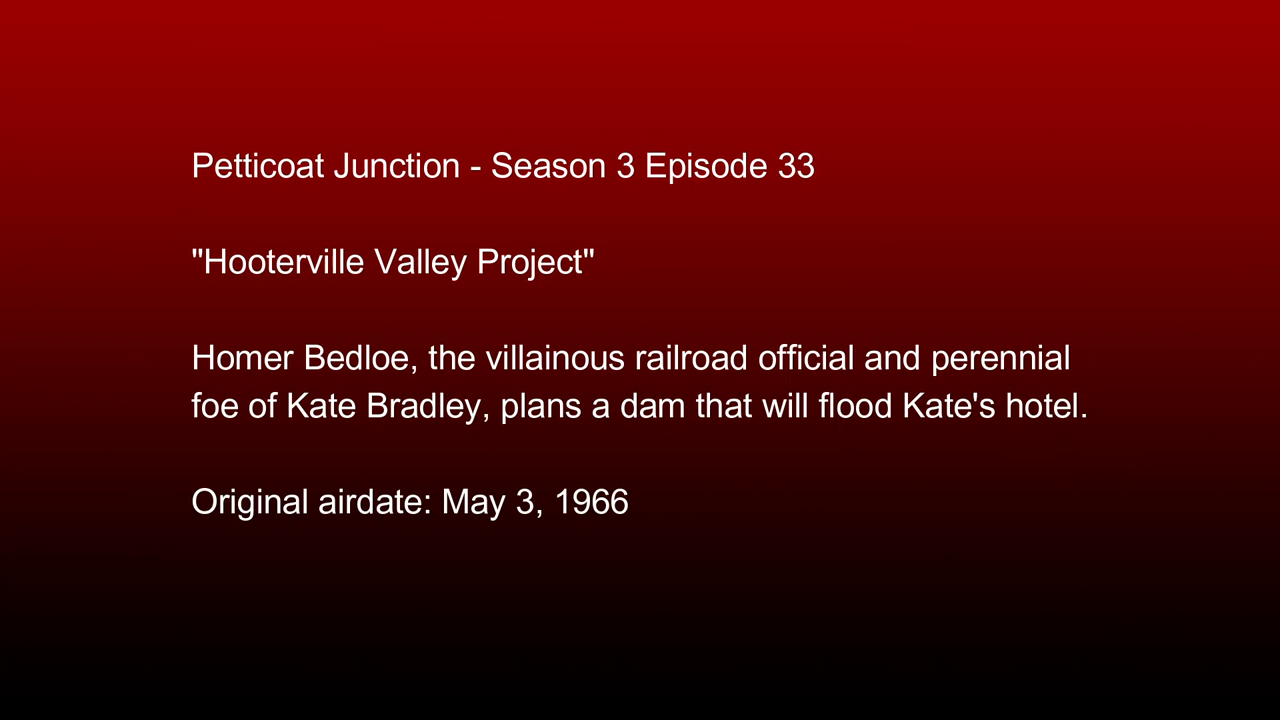 Petticoat Junction - Season 3 Episode 33
"Hooterville Valley Project"
Homer Bedloe, the villainous railroad official and perennial
foe of Kate Bradley, plans a dam that will flood Kate's hotel.
Original airdate: May 3, 1966